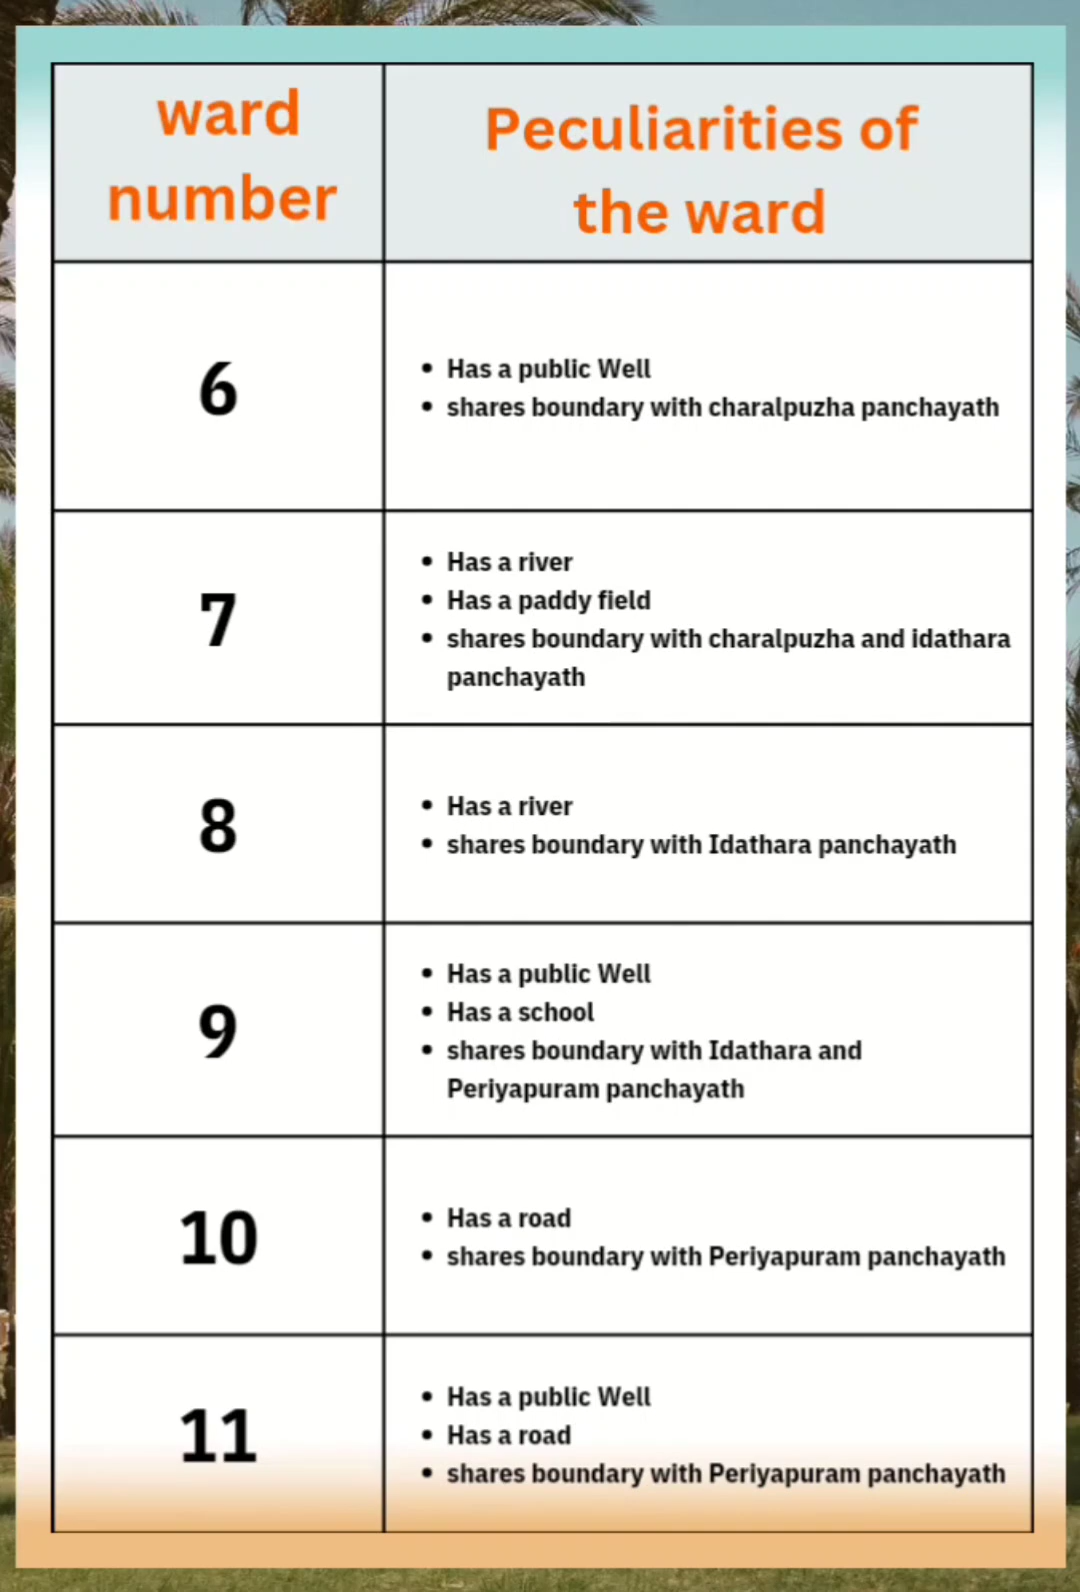 ward
number
Peculiarities of
the ward
6
• Has a public Well
• shares boundary with charalpuzha panchayath
7
• Has a river
• Has a paddy field
• shares boundary with charalpuzha and idathara
panchayath
8
• Has a river
• shares boundary with Idathara panchayath
9
• Has a public Well
• Has a school
• shares boundary with Idathara and
Periyapuram panchayath
10
• Has a road
• shares boundary with Periyapuram panchayath
11
• Has a public Well
• Has a road
• shares boundary with Periyapuram panchayath